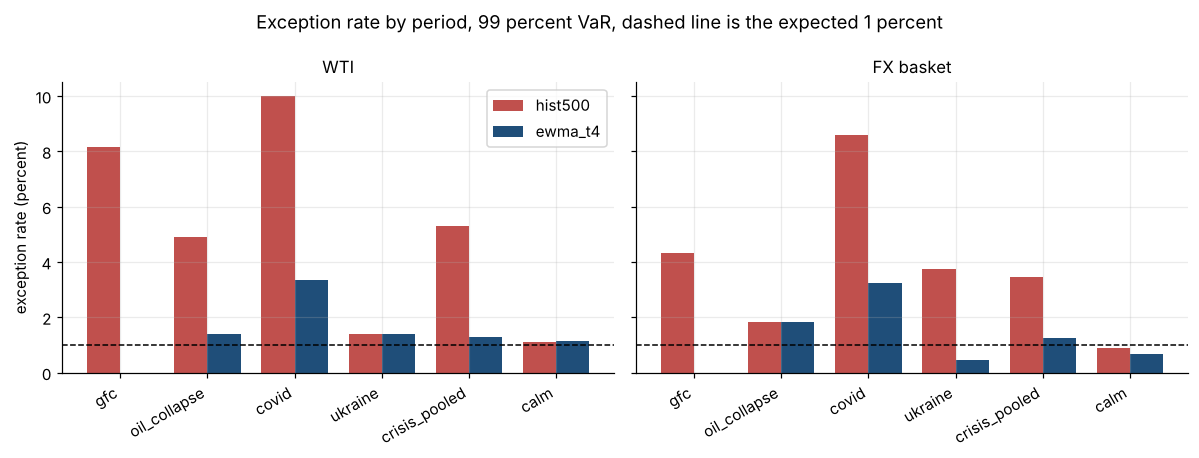 Exception rate by period, 99 percent VaR, dashed line is the expected 1 percent
WTI
FX basket
exception rate (percent)
10
8
6
4
2
0
hist500
ewma_t4
gfc
oil_collapse
covid
ukraine
crisis_pooled
calm
gfc
oil_collapse
covid
ukraine
crisis_pooled
calm